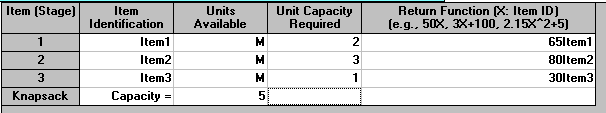 Item (Stage) Item Identification Units Available Unit Capacity Required Return Function (X: Item ID) (e.g., 50X, 3X+100, 2.15X^2+5)
1 Item1 M 2 65Item1
2 Item2 M 3 80Item2
3 Item3 M 1 30Item3
Knapsack Capacity = 5